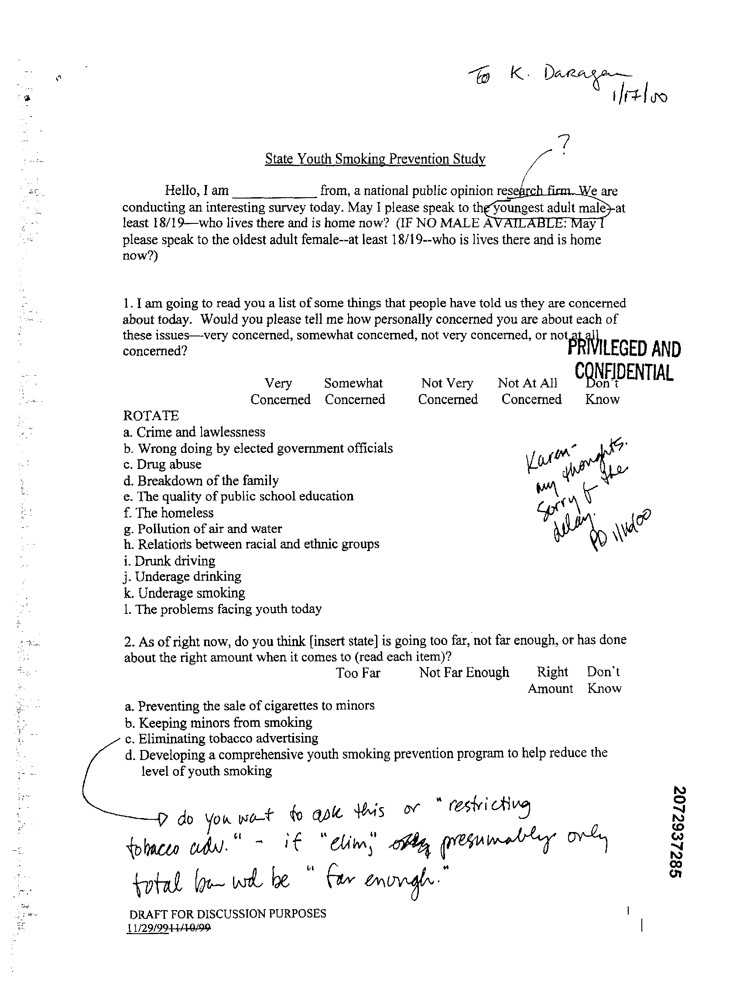 To K. Daragan
1/17/00
?
State Youth Smoking Prevention Study
Hello, I am ____________ from, a national public opinion research firm. We are
conducting an interesting survey today. May I please speak to the youngest adult male--at
least 18/19—who lives there and is home now? (IF NO MALE AVAILABLE: May I
please speak to the oldest adult female--at least 18/19--who is lives there and is home
now?)
1. I am going to read you a list of some things that people have told us they are concerned
about today. Would you please tell me how personally concerned you are about each of
these issues—very concerned, somewhat concerned, not very concerned, or not at all
concerned?
PRIVILEGED AND
CONFIDENTIAL
Very Somewhat Not Very Not At All Don't
Concerned Concerned Concerned Concerned Know
ROTATE
a. Crime and lawlessness
b. Wrong doing by elected government officials
c. Drug abuse
d. Breakdown of the family
e. The quality of public school education
f. The homeless
g. Pollution of air and water
h. Relations between racial and ethnic groups
i. Drunk driving
j. Underage drinking
k. Underage smoking
l. The problems facing youth today
Karen-
my thoughts.
Sorry for the
delay.
PD 1/16/00
2. As of right now, do you think [insert state] is going too far, not far enough, or has done
about the right amount when it comes to (read each item)?
Too Far Not Far Enough Right Don't
Amount Know
a. Preventing the sale of cigarettes to minors
b. Keeping minors from smoking
c. Eliminating tobacco advertising
d. Developing a comprehensive youth smoking prevention program to help reduce the
level of youth smoking
do you want to ask this or "restricting
tobacco adv." - if "elim," presumably only
total ban wd be "far enough."
2072937285
DRAFT FOR DISCUSSION PURPOSES
11/29/9911/10/99
1